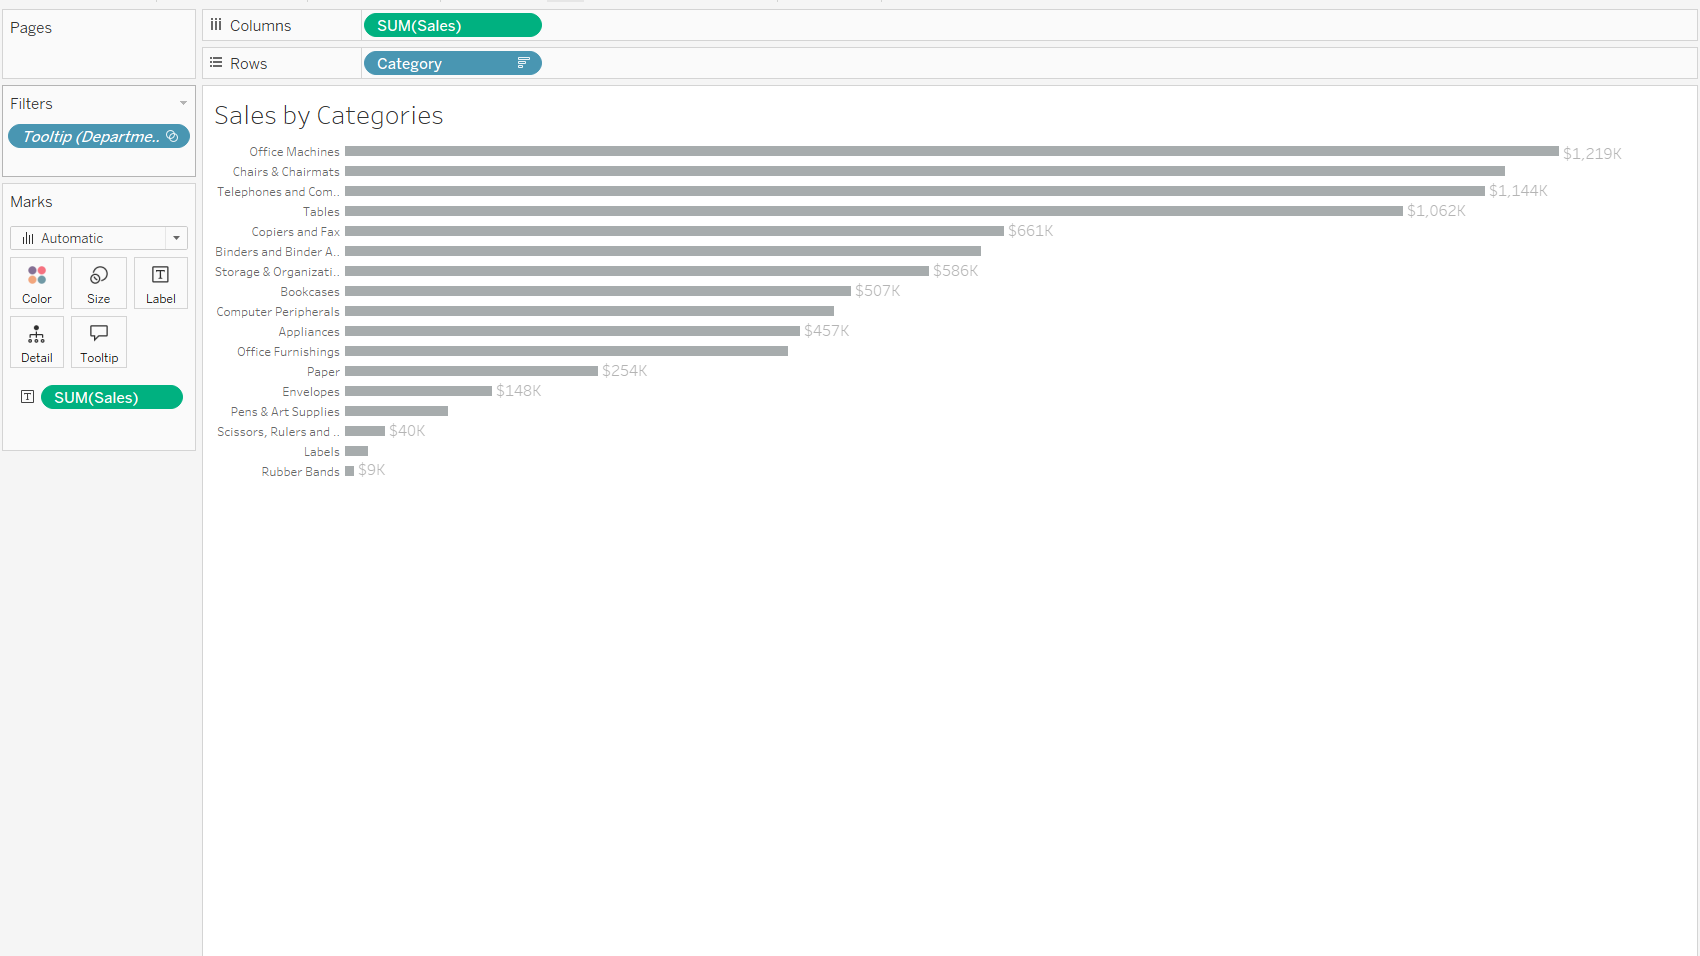 Pages
Columns
SUM(Sales)
Rows
Category
Filters
Tooltip (Departme..
Marks
Automatic
Color
Size
Label
Detail
Tooltip
SUM(Sales)
Sales by Categories
Office Machines $1,219K
Chairs & Chairmats
Telephones and Com.. $1,144K
Tables $1,062K
Copiers and Fax $661K
Binders and Binder A..
Storage & Organizati.. $586K
Bookcases $507K
Computer Peripherals
Appliances $457K
Office Furnishings
Paper $254K
Envelopes $148K
Pens & Art Supplies
Scissors, Rulers and .. $40K
Labels
Rubber Bands $9K